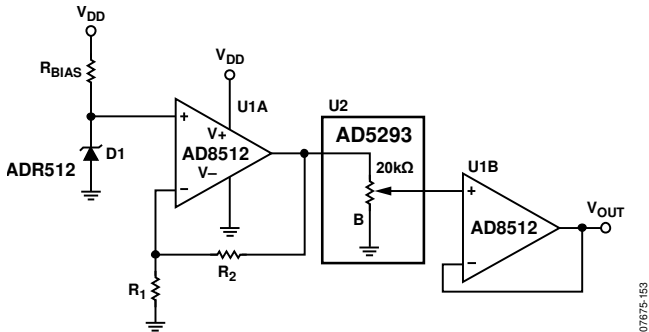 VDD
RBIAS
ADR512
D1
VDD
U1A
+
V+
AD8512
V–
–
R2
R1
U2
AD5293
20kΩ
B
U1B
+
AD8512
–
VOUT
07675-153